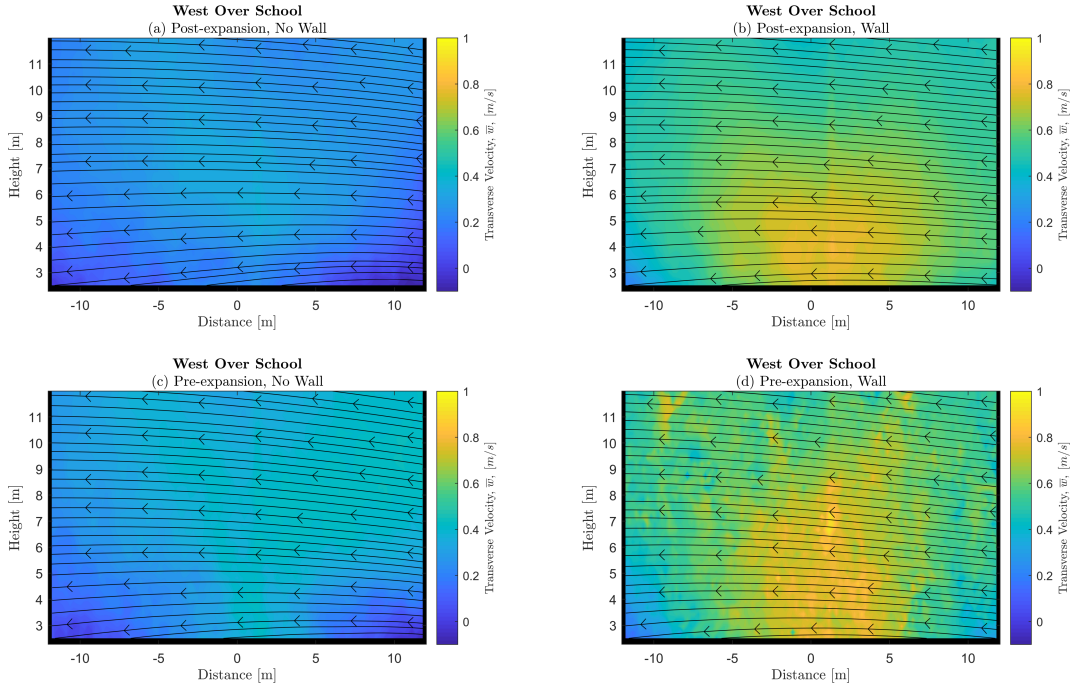 West Over School
(a) Post-expansion, No Wall
11
10
9
8
7
6
5
4
3
Height [m]
-10 -5 0 5 10
Distance [m]
1
0.8
0.6
0.4
0.2
0
Transverse Velocity, w̅, [m/s]
West Over School
(b) Post-expansion, Wall
11
10
9
8
7
6
5
4
3
Height [m]
-10 -5 0 5 10
Distance [m]
1
0.8
0.6
0.4
0.2
0
Transverse Velocity, w̅, [m/s]
West Over School
(c) Pre-expansion, No Wall
11
10
9
8
7
6
5
4
3
Height [m]
-10 -5 0 5 10
Distance [m]
1
0.8
0.6
0.4
0.2
0
Transverse Velocity, w̅, [m/s]
West Over School
(d) Pre-expansion, Wall
11
10
9
8
7
6
5
4
3
Height [m]
-10 -5 0 5 10
Distance [m]
1
0.8
0.6
0.4
0.2
0
Transverse Velocity, w̅, [m/s]